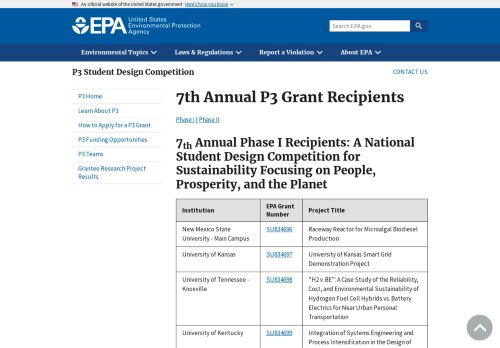 An official website of the United States government Here's how you know
EPA United States
Environmental Protection
Agency
Search EPA.gov
Environmental Topics Laws & Regulations Report a Violation About EPA
P3 Student Design Competition
CONTACT US
P3 Home
Learn About P3
How to Apply for a P3 Grant
P3 Funding Opportunities
P3 Teams
Grantee Research Project
Results
7th Annual P3 Grant Recipients
Phase I | Phase II
7th Annual Phase I Recipients: A National
Student Design Competition for
Sustainability Focusing on People,
Prosperity, and the Planet
Institution
EPA Grant
Number
Project Title
New Mexico State
University - Main Campus
SU834696
Raceway Reactor for Microalgal Biodiesel
Production
University of Kansas
SU834697
University of Kansas Smart Grid
Demonstration Project
University of Tennessee -
Knoxville
SU834698
"H2 v. BE": A Case Study of the Reliability,
Cost, and Environmental Sustainability of
Hydrogen Fuel Cell Hybrids vs. Battery
Electrics for Near Urban Personal
Transportation
University of Kentucky
SU834699
Integration of Systems Engineering and
Process Intensification in the Design of